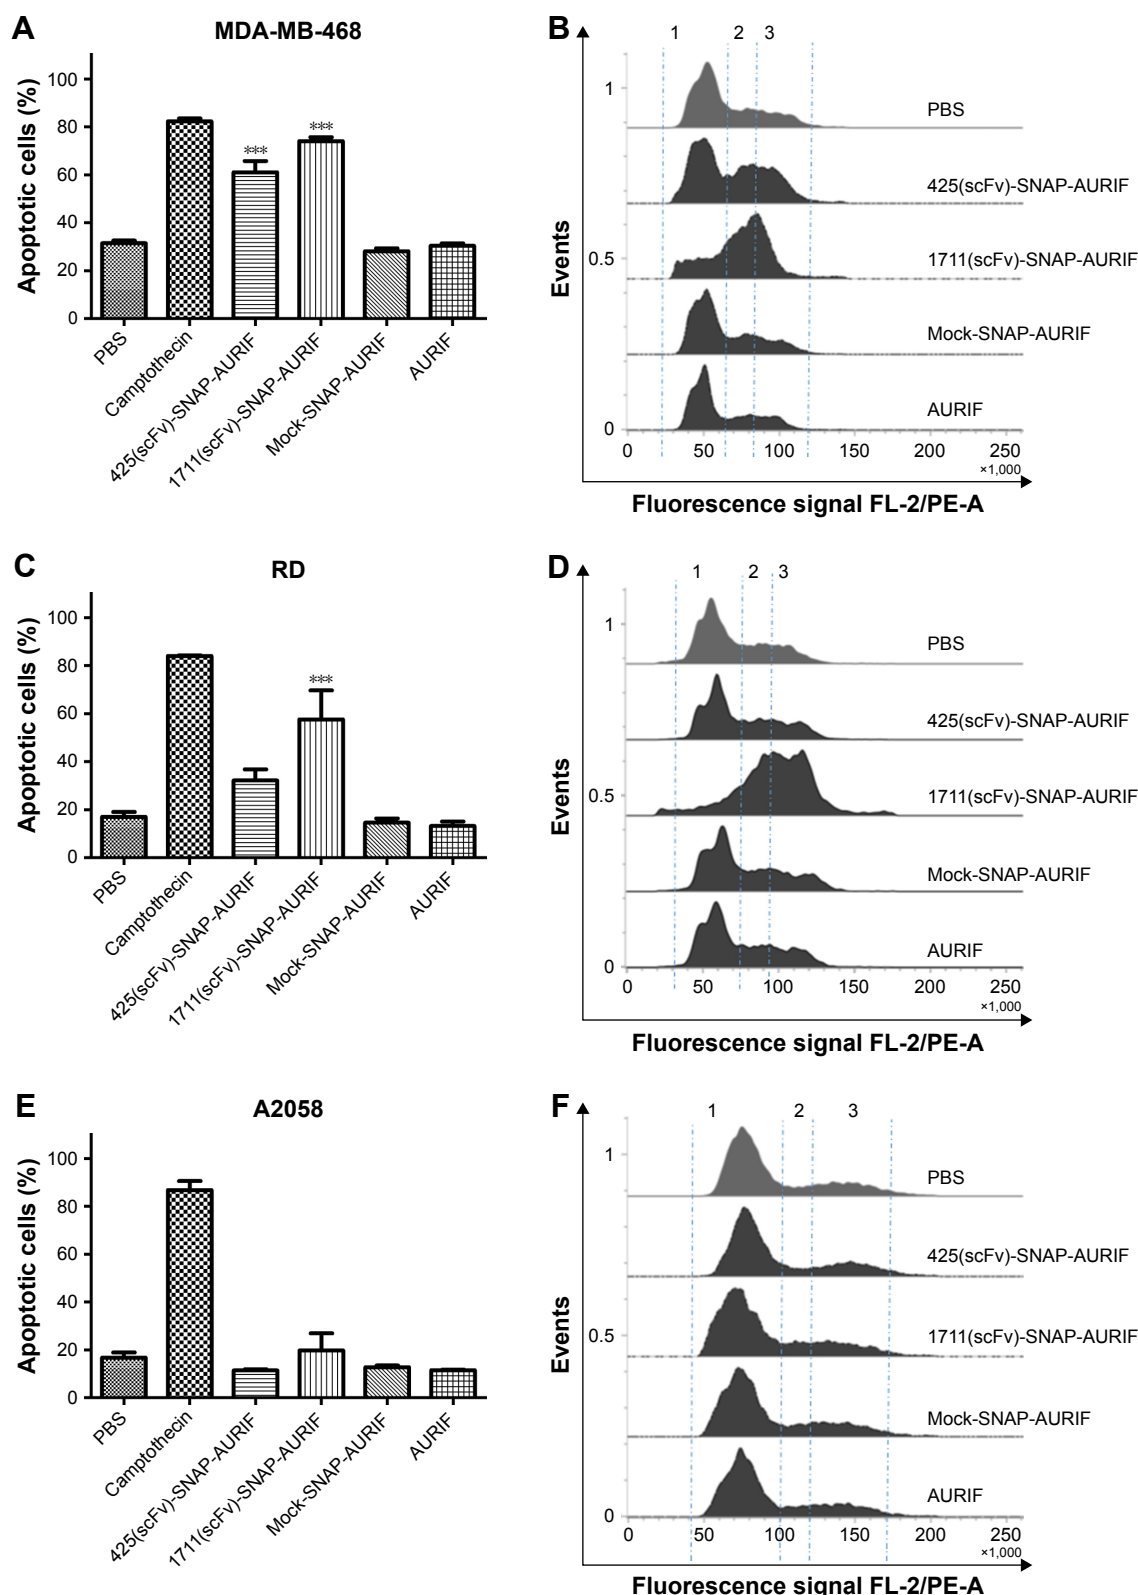 A
MDA-MB-468
Apoptotic cells (%)
100
80
60
40
20
0
***
***
PBS
Camptothecin
425(scFv)-SNAP-AURIF
1711(scFv)-SNAP-AURIF
Mock-SNAP-AURIF
AURIF
B
1 2 3
Events
1
0.5
0
PBS
425(scFv)-SNAP-AURIF
1711(scFv)-SNAP-AURIF
Mock-SNAP-AURIF
AURIF
0 50 100 150 200 250
×1,000
Fluorescence signal FL-2/PE-A
C
RD
Apoptotic cells (%)
100
80
60
40
20
0
***
PBS
Camptothecin
425(scFv)-SNAP-AURIF
1711(scFv)-SNAP-AURIF
Mock-SNAP-AURIF
AURIF
D
1 2 3
Events
1
0.5
0
PBS
425(scFv)-SNAP-AURIF
1711(scFv)-SNAP-AURIF
Mock-SNAP-AURIF
AURIF
0 50 100 150 200 250
×1,000
Fluorescence signal FL-2/PE-A
E
A2058
Apoptotic cells (%)
100
80
60
40
20
0
PBS
Camptothecin
425(scFv)-SNAP-AURIF
1711(scFv)-SNAP-AURIF
Mock-SNAP-AURIF
AURIF
F
1 2 3
Events
1
0.5
0
PBS
425(scFv)-SNAP-AURIF
1711(scFv)-SNAP-AURIF
Mock-SNAP-AURIF
AURIF
0 50 100 150 200 250
×1,000
Fluorescence signal FL-2/PE-A